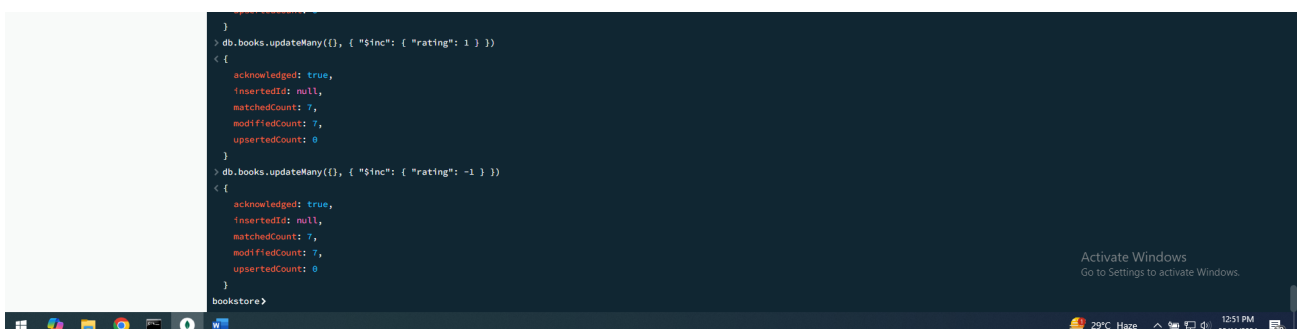 }
> db.books.updateMany({}, { "$inc": { "rating": 1 } })
< {
acknowledged: true,
insertedId: null,
matchedCount: 7,
modifiedCount: 7,
upsertedCount: 0
}
> db.books.updateMany({}, { "$inc": { "rating": -1 } })
< {
acknowledged: true,
insertedId: null,
matchedCount: 7,
modifiedCount: 7,
upsertedCount: 0
}
bookstore>
Activate Windows
Go to Settings to activate Windows.
29°C Haze
12:51 PM